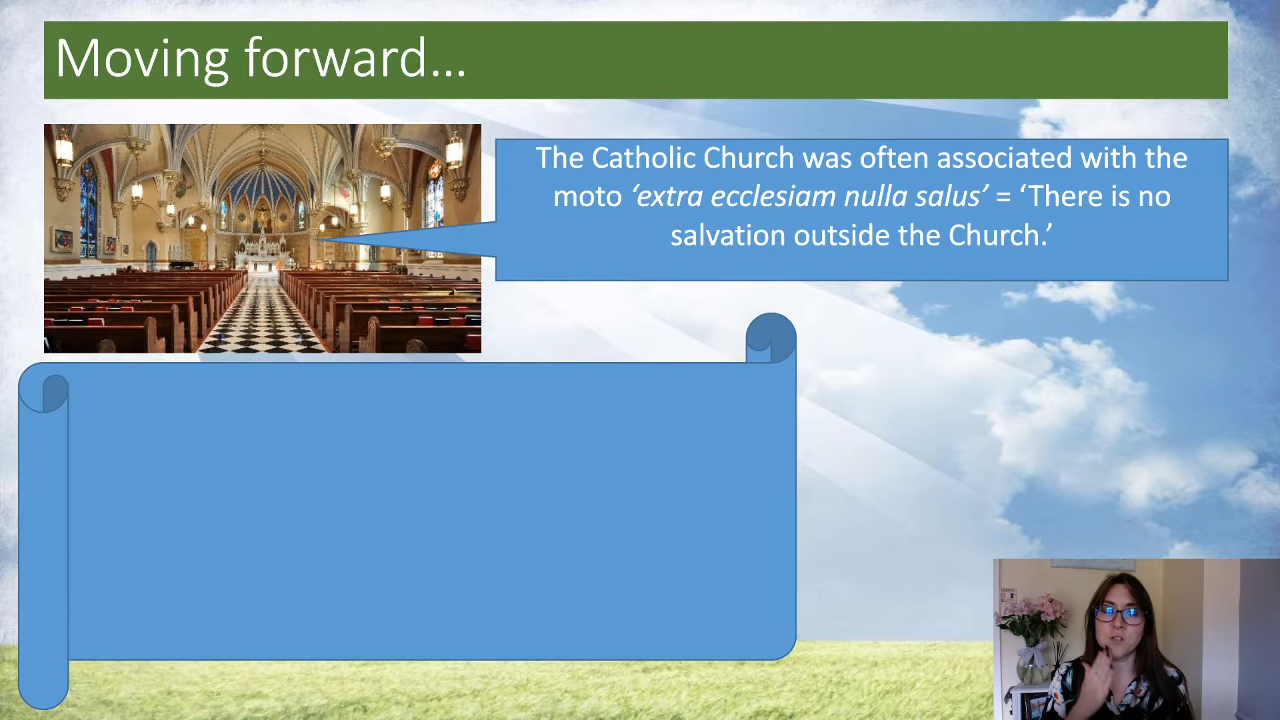 Moving forward...
The Catholic Church was often associated with the
moto ‘extra ecclesiam nulla salus’ = ‘There is no
salvation outside the Church.’